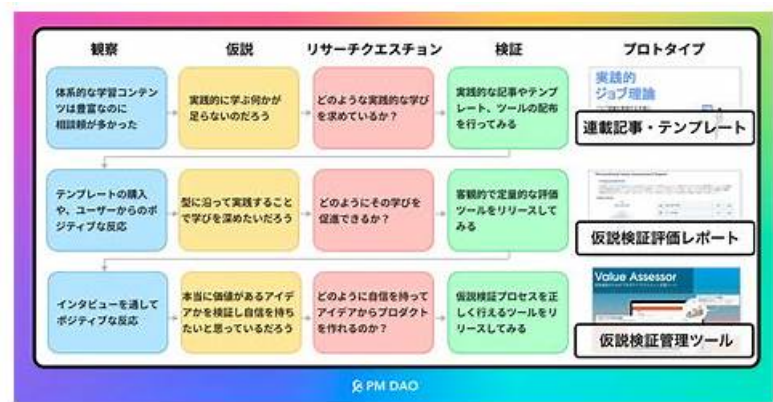 観察
仮説
リサーチクエスチョン
検証
プロトタイプ
体系的な学習コンテン
ツは豊富なのに
相談頼が多かった
実践的に学ぶ何かが
足らないのだろう
どのような実践的な学び
を求めているか？
実践的な記事やテンプ
レート、ツールの配布
を行ってみる
実践的
ジョブ理論
連載記事・テンプレート
テンプレートの購入
や、ユーザーからのポ
ジティブな反応
型に沿って実践すること
で学びを深めたいだろう
どのようにその学びを
促進できるか？
客観的で定量的な評価
ツールをリリースして
みる
仮説検証評価レポート
インタビューを通して
ポジティブな反応
本当に価値があるアイデ
アかを検証し自信を持ち
たいと思っているだろう
どのように自信を持って
アイデアからプロダクト
を作れるのか？
仮説検証プロセスを正
しく行えるツールをリ
リースしてみる
Value Assessor
仮説検証管理ツール
PM DAO